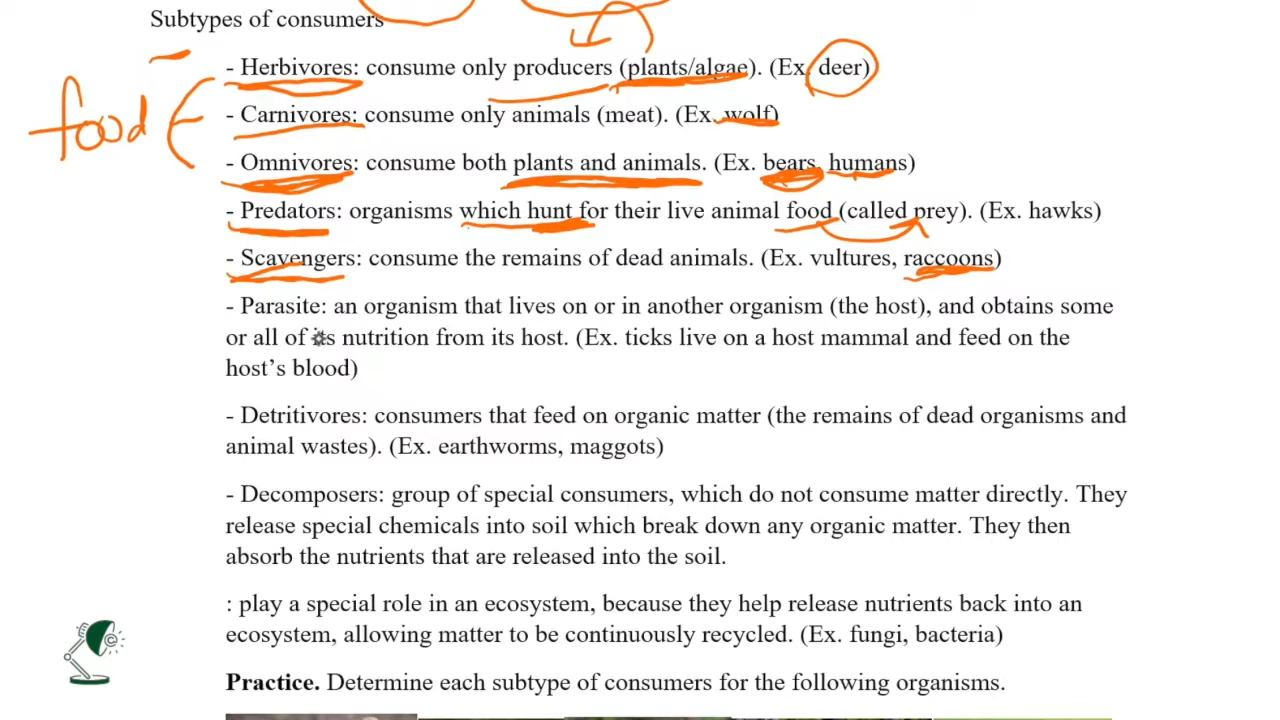 Subtypes of consumers
- Herbivores: consume only producers (plants/algae). (Ex. deer)
food
- Carnivores: consume only animals (meat). (Ex. wolf)
- Omnivores: consume both plants and animals. (Ex. bears, humans)
- Predators: organisms which hunt for their live animal food (called prey). (Ex. hawks)
- Scavengers: consume the remains of dead animals. (Ex. vultures, raccoons)
- Parasite: an organism that lives on or in another organism (the host), and obtains some
or all of its nutrition from its host. (Ex. ticks live on a host mammal and feed on the
host’s blood)
- Detritivores: consumers that feed on organic matter (the remains of dead organisms and
animal wastes). (Ex. earthworms, maggots)
- Decomposers: group of special consumers, which do not consume matter directly. They
release special chemicals into soil which break down any organic matter. They then
absorb the nutrients that are released into the soil.
: play a special role in an ecosystem, because they help release nutrients back into an
ecosystem, allowing matter to be continuously recycled. (Ex. fungi, bacteria)
Practice. Determine each subtype of consumers for the following organisms.